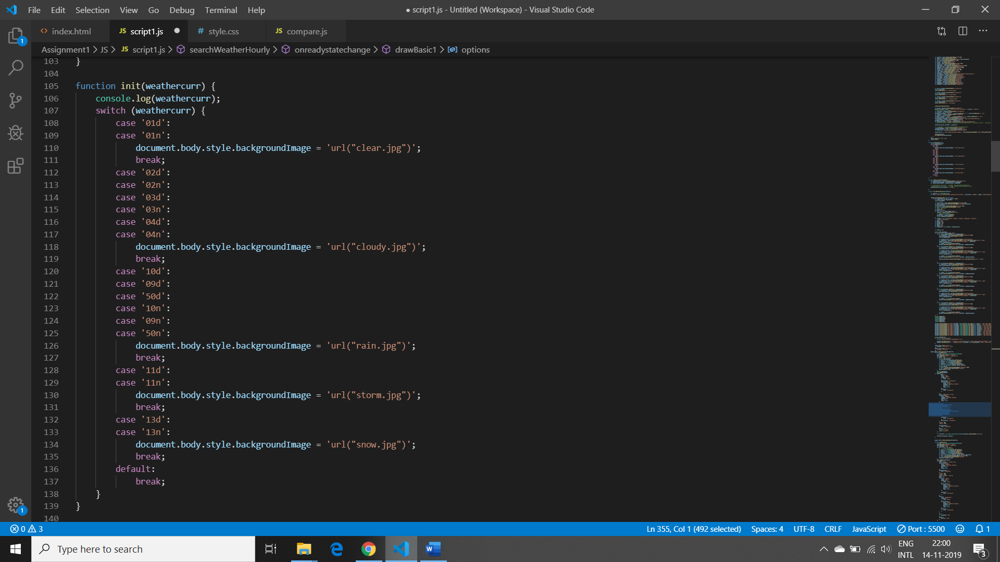 File Edit Selection View Go Debug Terminal Help
● script1.js - Untitled (Workspace) - Visual Studio Code
index.html
JS script1.js
# style.css
JS compare.js
Assignment1 > JS > JS script1.js > searchWeatherHourly > onreadystatechange > drawBasic1 > options
103 }
104
105 function init(weathercurr) {
106 console.log(weathercurr);
107 switch (weathercurr) {
108 case '01d':
109 case '01n':
110 document.body.style.backgroundImage = 'url("clear.jpg")';
111 break;
112 case '02d':
113 case '02n':
114 case '03d':
115 case '03n':
116 case '04d':
117 case '04n':
118 document.body.style.backgroundImage = 'url("cloudy.jpg")';
119 break;
120 case '10d':
121 case '09d':
122 case '50d':
123 case '10n':
124 case '09n':
125 case '50n':
126 document.body.style.backgroundImage = 'url("rain.jpg")';
127 break;
128 case '11d':
129 case '11n':
130 document.body.style.backgroundImage = 'url("storm.jpg")';
131 break;
132 case '13d':
133 case '13n':
134 document.body.style.backgroundImage = 'url("snow.jpg")';
135 break;
136 default:
137 break;
138 }
139 }
140
1
1
0 3
Ln 355, Col 1 (492 selected) Spaces: 4 UTF-8 CRLF JavaScript Port : 5500 1
Type here to search
ENG
INTL
22:00
14-11-2019
3